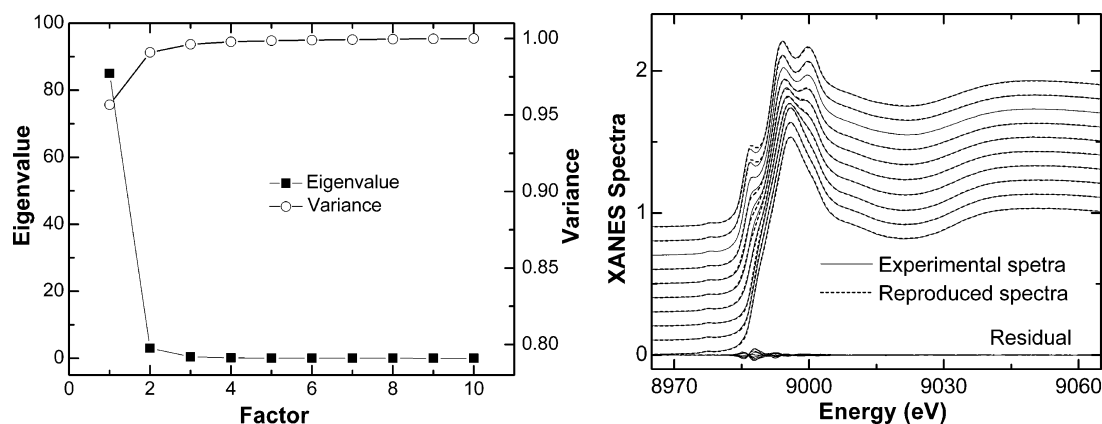 100
80
60
40
20
0
Eigenvalue
0
2
4
6
8
10
Factor
1.00
0.95
0.90
0.85
0.80
Variance
Eigenvalue
Variance
2
1
0
XANES Spectra
8970
9000
9030
9060
Energy (eV)
Experimental spetra
Reproduced spectra
Residual